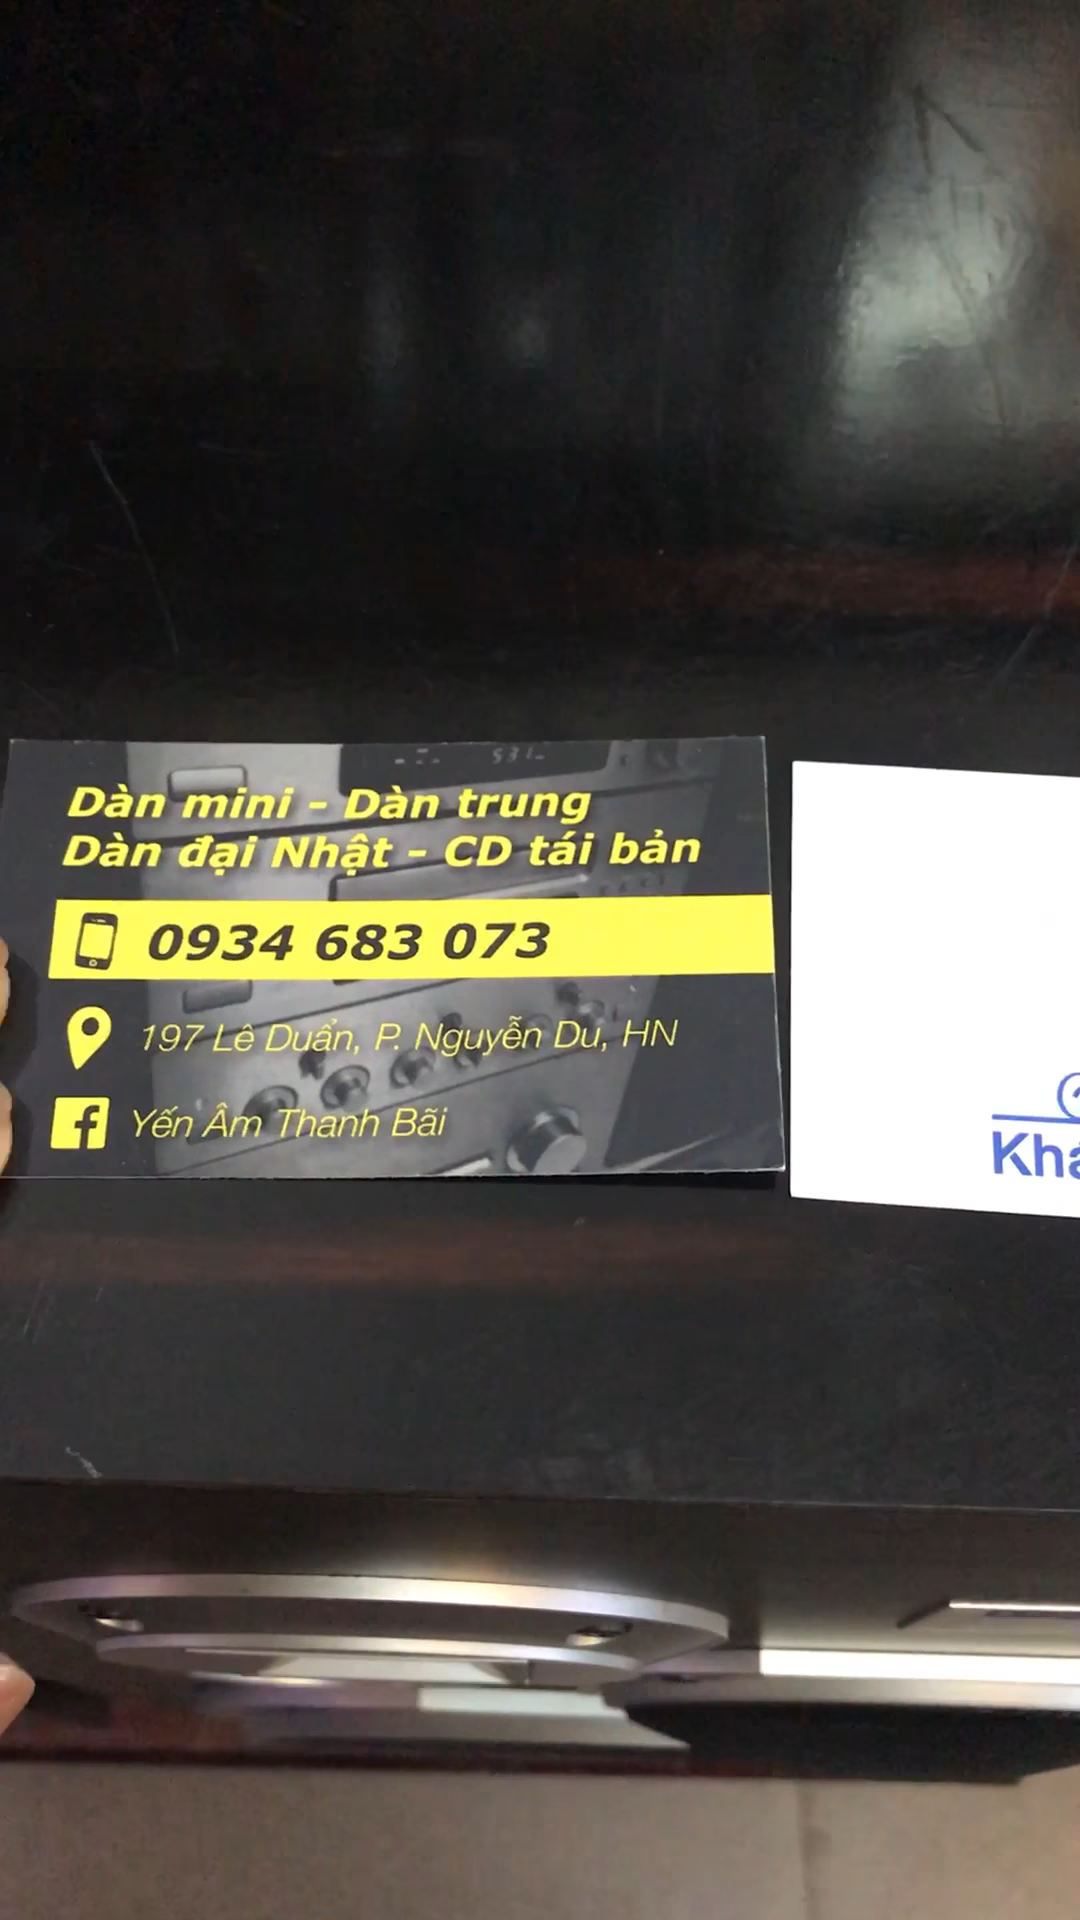 Dàn mini - Dàn trung
Dàn đại Nhật - CD tái bản
0934 683 073
197 Lê Duẩn, P. Nguyễn Du, HN
Yến Âm Thanh Bãi